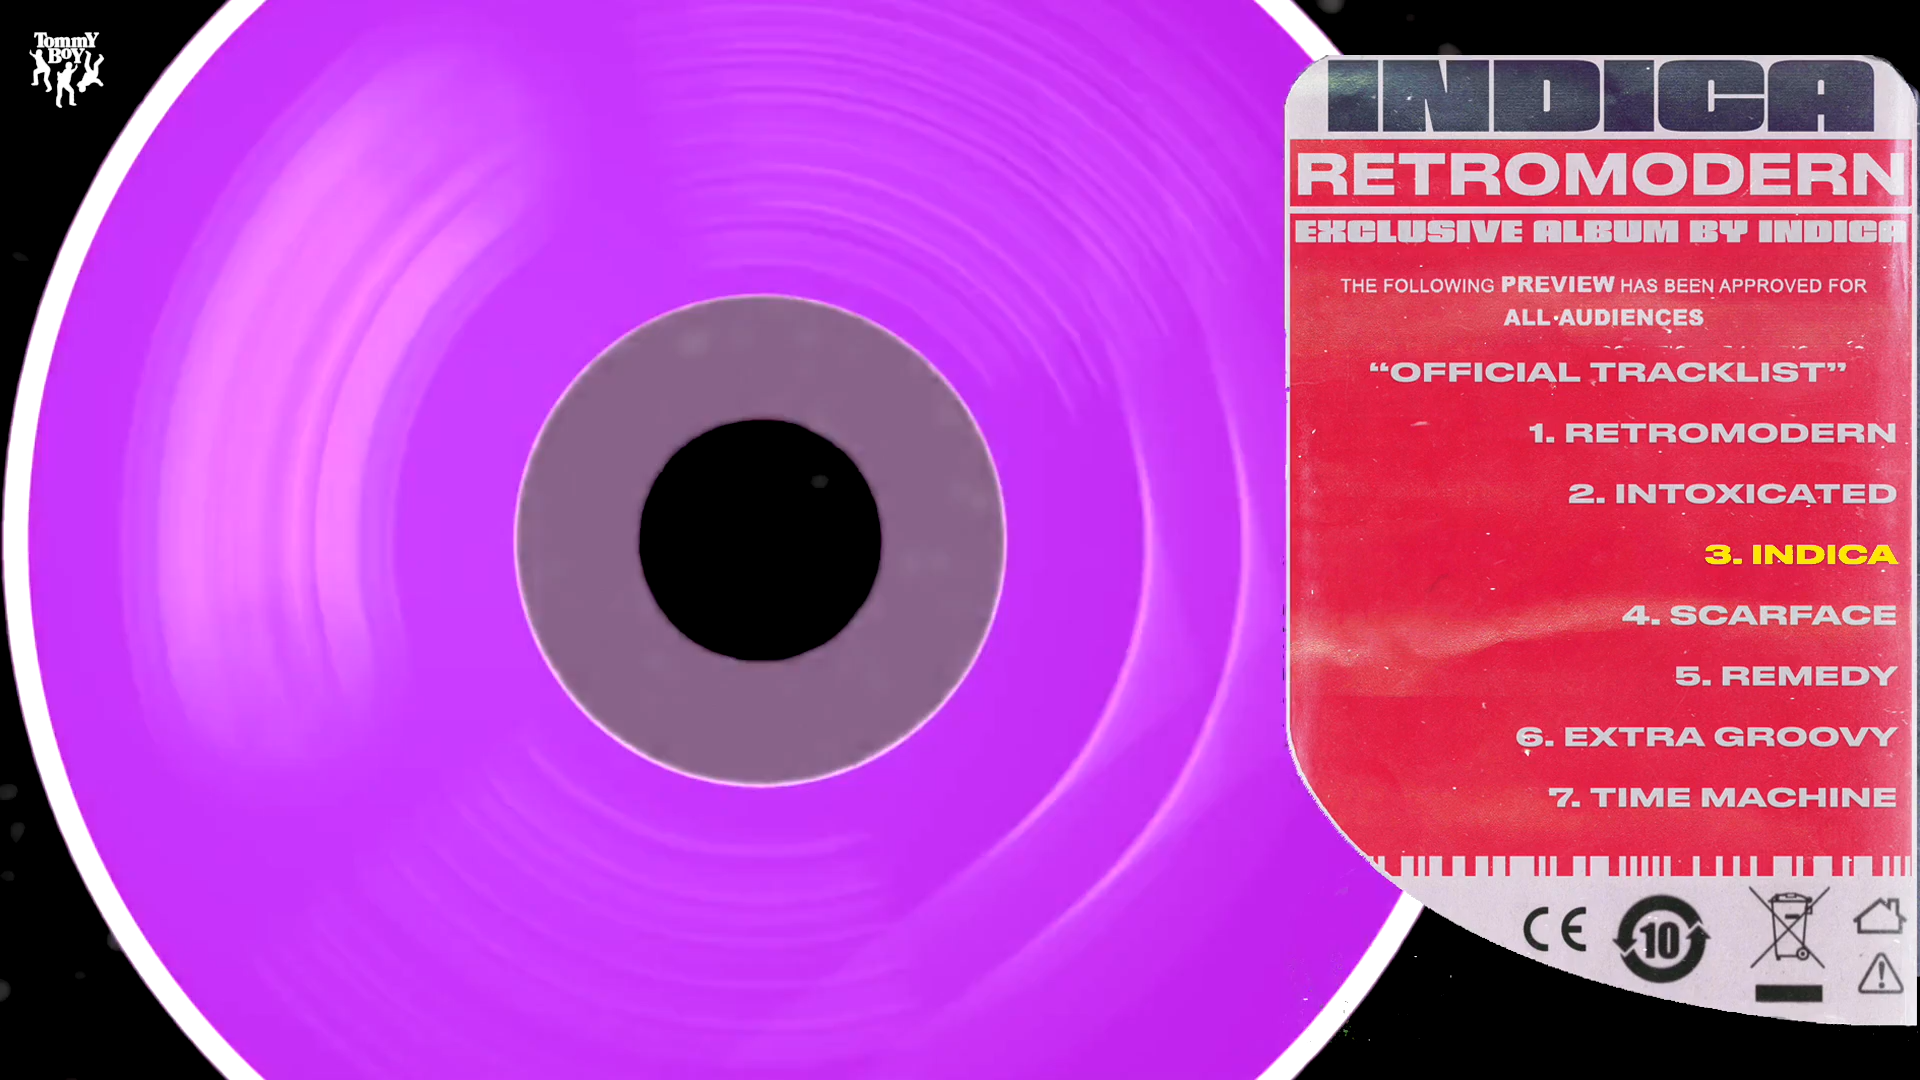 Tommy
Boy
INDICA
RETROMODERN
EXCLUSIVE ALBUM BY INDICA
THE FOLLOWING PREVIEW HAS BEEN APPROVED FOR
ALL AUDIENCES
“OFFICIAL TRACKLIST”
1. RETROMODERN
2. INTOXICATED
3. INDICA
4. SCARFACE
5. REMEDY
6. EXTRA GROOVY
7. TIME MACHINE
CE
10